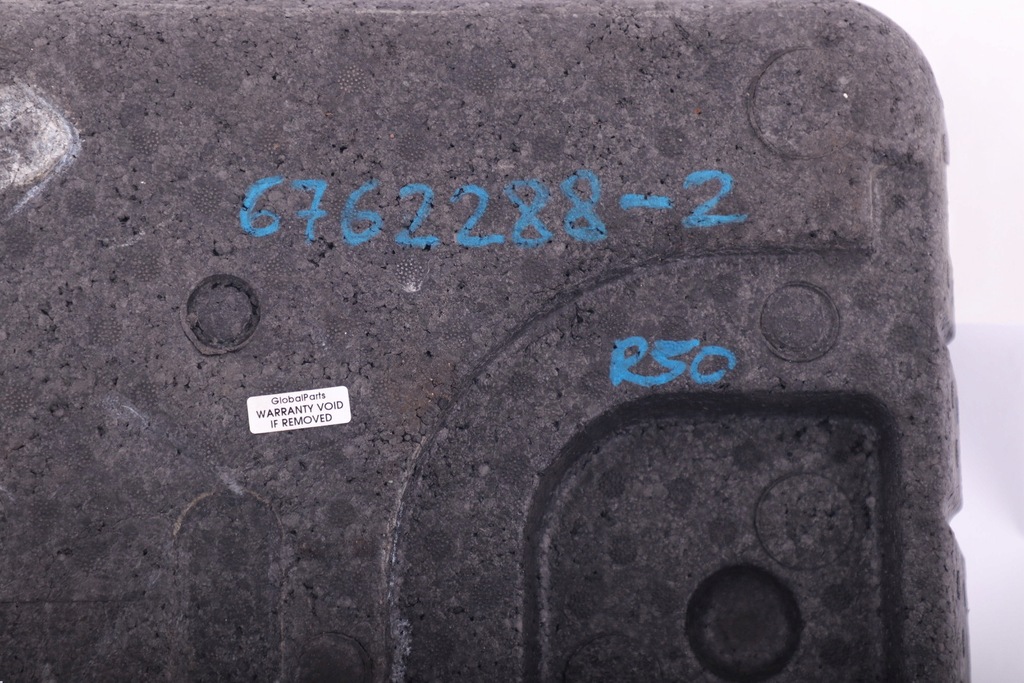 6762288-2
R50
GlobalParts
WARRANTY VOID
IF REMOVED